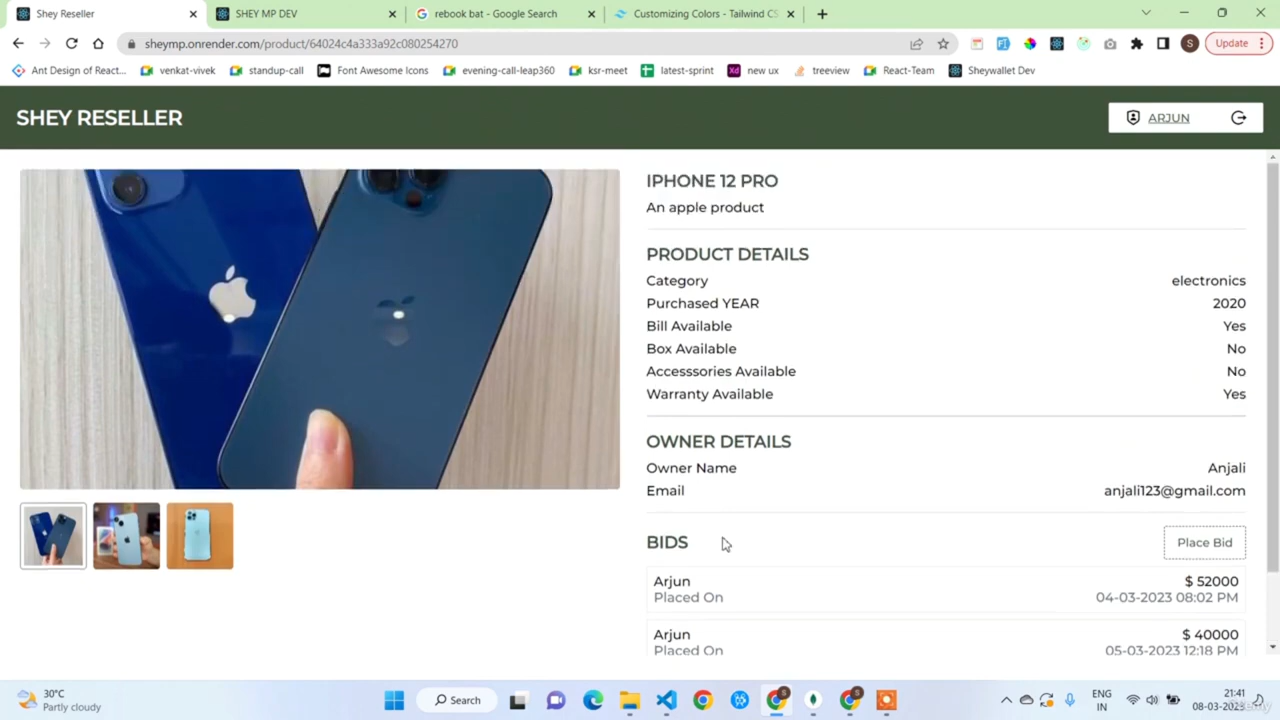 Shey Reseller
SHEY MP DEV
rebook bat - Google Search
Customizing Colors - Tailwind CS
sheymp.onrender.com/product/64024c4a333a92c080254270
S
Update
Ant Design of React...
venkat-vivek
standup-call
Font Awesome Icons
evening-call-leap360
ksr-meet
latest-sprint
Xd new ux
treeview
React-Team
Sheywallet Dev
SHEY RESELLER
ARJUN
IPHONE 12 PRO
An apple product
PRODUCT DETAILS
Category electronics
Purchased YEAR 2020
Bill Available Yes
Box Available No
Accesssories Available No
Warranty Available Yes
OWNER DETAILS
Owner Name Anjali
Email anjali123@gmail.com
BIDS Place Bid
Arjun $ 52000
Placed On 04-03-2023 08:02 PM
Arjun $ 40000
Placed On 05-03-2023 12:18 PM
30°C
Partly cloudy
Search
ENG
IN
21:41
08-03-2023